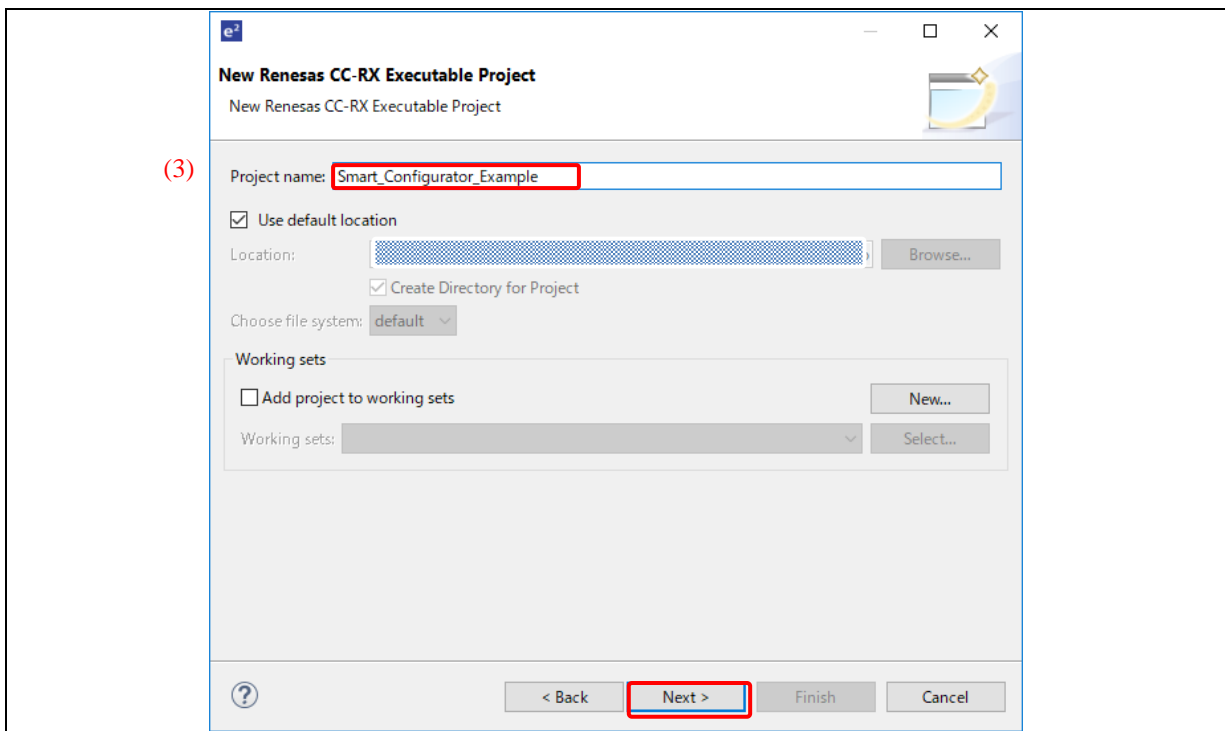 e²
New Renesas CC-RX Executable Project
New Renesas CC-RX Executable Project
(3)
Project name: Smart_Configurator_Example
Use default location
Location: Browse...
Create Directory for Project
Choose file system: default
Working sets
Add project to working sets New...
Working sets: Select...
? < Back Next > Finish Cancel